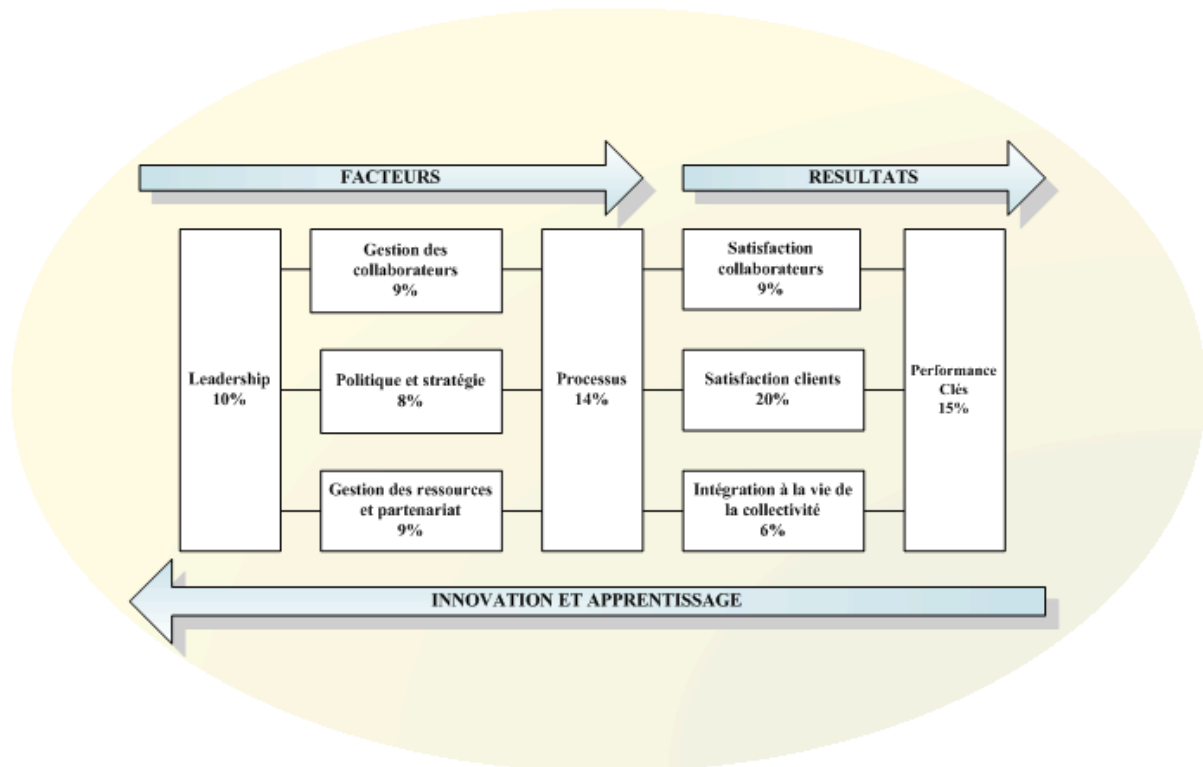 FACTEURS
RESULTATS
Leadership
10%
Gestion des
collaborateurs
9%
Politique et stratégie
8%
Gestion des ressources
et partenariat
9%
Processus
14%
Satisfaction
collaborateurs
9%
Satisfaction clients
20%
Intégration à la vie de
la collectivité
6%
Performance
Clés
15%
INNOVATION ET APPRENTISSAGE